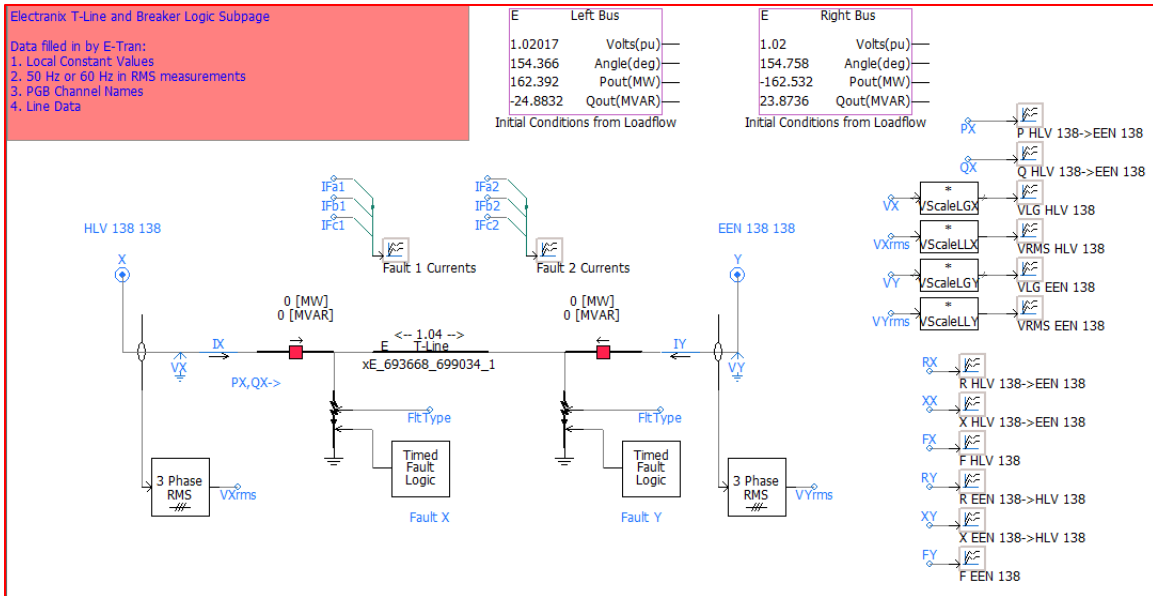 Electranix T-Line and Breaker Logic Subpage
Data filled in by E-Tran:
1. Local Constant Values
2. 50 Hz or 60 Hz in RMS measurements
3. PGB Channel Names
4. Line Data
E Left Bus
1.02017 Volts(pu)
154.366 Angle(deg)
162.392 Pout(MW)
-24.8832 Qout(MVAR)
Initial Conditions from Loadflow
E Right Bus
1.02 Volts(pu)
154.758 Angle(deg)
-162.532 Pout(MW)
23.8736 Qout(MVAR)
Initial Conditions from Loadflow
PX
P HLV 138->EEN 138
QX
Q HLV 138->EEN 138
VX
*
VScaleLGX
VLG HLV 138
VXrms
*
VScaleLLX
VRMS HLV 138
VY
*
VScaleLGY
VLG EEN 138
VYrms
*
VScaleLLY
VRMS EEN 138
IFa1
IFb1
IFc1
Fault 1 Currents
IFa2
IFb2
IFc2
Fault 2 Currents
HLV 138 138
X
EEN 138 138
Y
0 [MW]
0 [MVAR]
<-- 1.04 -->
E T-Line
xE_693668_699034_1
0 [MW]
0 [MVAR]
VX
IX
PX,QX->
IY
VY
FltType
Timed
Fault
Logic
Fault X
FltType
Timed
Fault
Logic
Fault Y
3 Phase
RMS
VXrms
3 Phase
RMS
VYrms
RX
R HLV 138->EEN 138
XX
X HLV 138->EEN 138
FX
F HLV 138
RY
R EEN 138->HLV 138
XY
X EEN 138->HLV 138
FY
F EEN 138